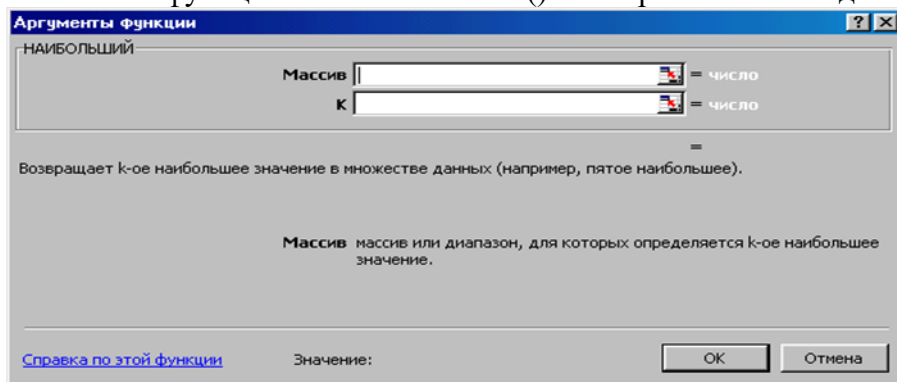 Аргументы функции
НАИБОЛЬШИЙ
Массив = число
К = число
=
Возвращает k-ое наибольшее значение в множестве данных (например, пятое наибольшее).
Массив массив или диапазон, для которых определяется k-ое наибольшее
значение.
Справка по этой функции Значение: ОК Отмена